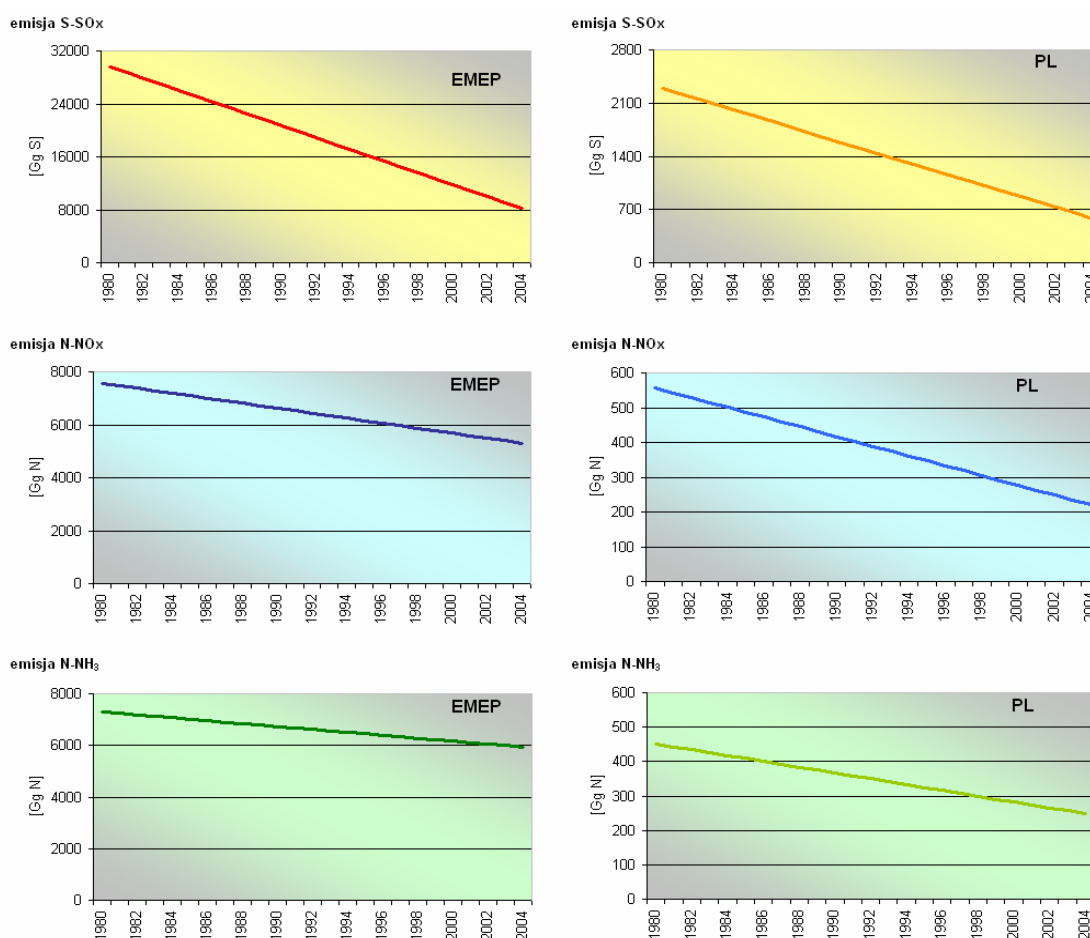 emisja S-SOx
EMEP
[Gg S]
32000
24000
16000
8000
0
1980 1982 1984 1986 1988 1990 1992 1994 1996 1998 2000 2002 2004
emisja S-SOx
PL
[Gg S]
2800
2100
1400
700
0
1980 1982 1984 1986 1988 1990 1992 1994 1996 1998 2000 2002 2004
emisja N-NOx
EMEP
[Gg N]
8000
6000
4000
2000
0
1980 1982 1984 1986 1988 1990 1992 1994 1996 1998 2000 2002 2004
emisja N-NOx
PL
[Gg N]
600
500
400
300
200
100
0
1980 1982 1984 1986 1988 1990 1992 1994 1996 1998 2000 2002 2004
emisja N-NH₃
EMEP
[Gg N]
8000
6000
4000
2000
0
1980 1982 1984 1986 1988 1990 1992 1994 1996 1998 2000 2002 2004
emisja N-NH₃
PL
[Gg N]
600
500
400
300
200
100
0
1980 1982 1984 1986 1988 1990 1992 1994 1996 1998 2000 2002 2004